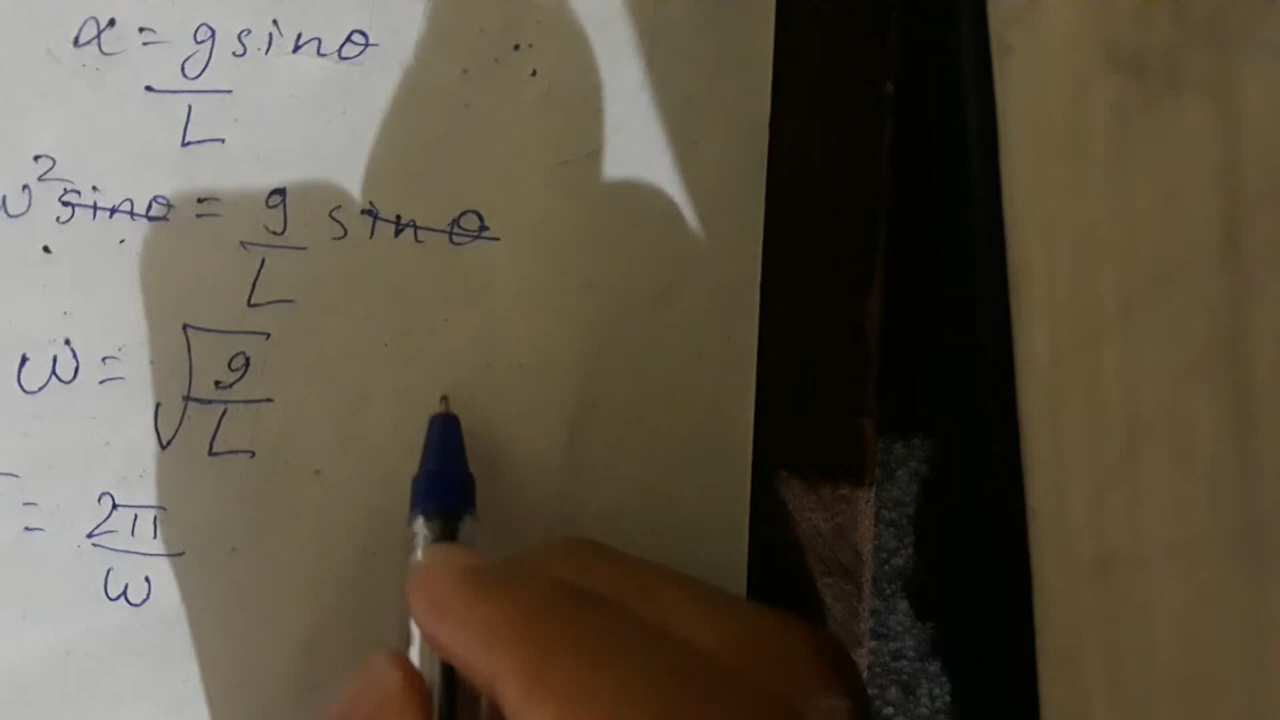 α = g sinθ / L
ω² sinθ = g/L sinθ
ω = √(g/L)
= 2π/ω